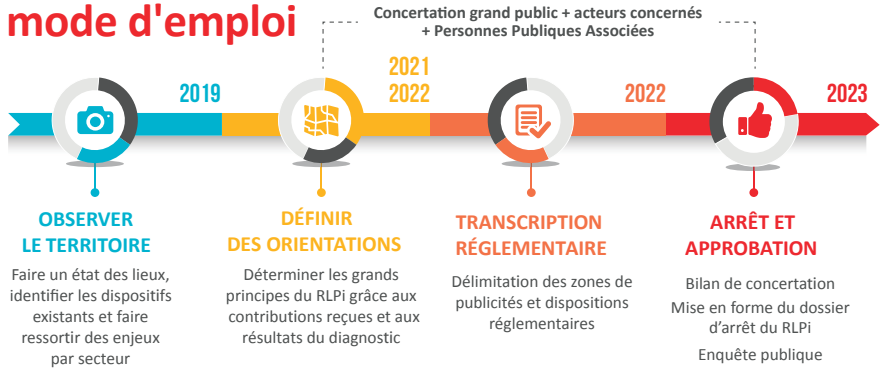 mode d'emploi
Concertation grand public + acteurs concernés
+ Personnes Publiques Associées
2019
2021
2022
2022
2023
OBSERVER
LE TERRITOIRE
Faire un état des lieux,
identifier les dispositifs
existants et faire
ressortir des enjeux
par secteur
DÉFINIR
DES ORIENTATIONS
Déterminer les grands
principes du RLPi grâce aux
contributions reçues et aux
résultats du diagnostic
TRANSCRIPTION
RÉGLEMENTAIRE
Délimitation des zones de
publicités et dispositions
réglementaires
ARRÊT ET
APPROBATION
Bilan de concertation
Mise en forme du dossier
d'arrêt du RLPi
Enquête publique